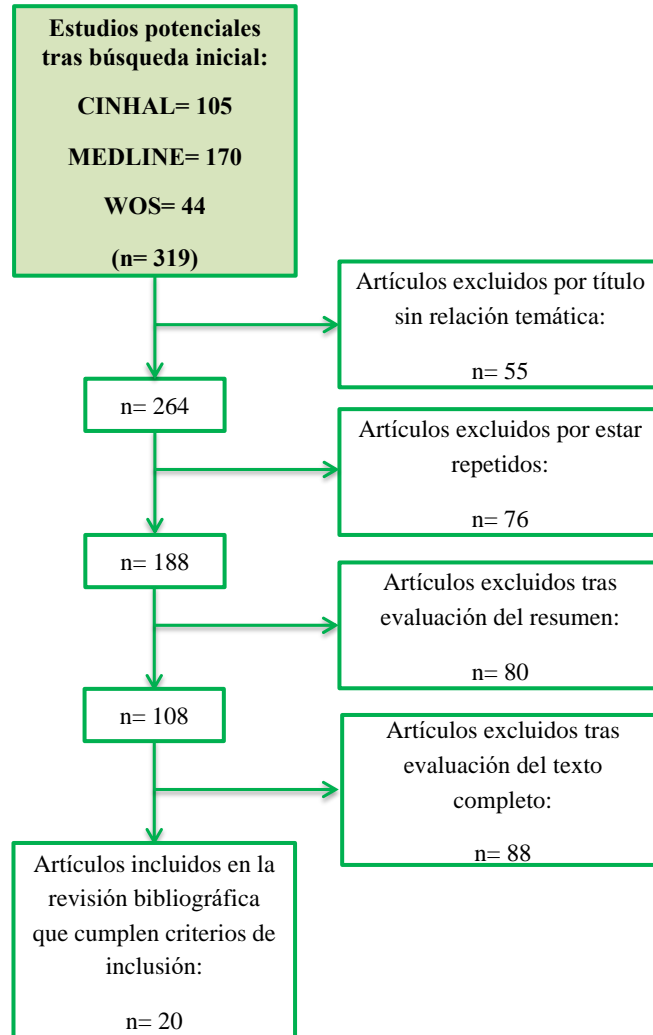 Estudios potenciales
tras búsqueda inicial:
CINHAL= 105
MEDLINE= 170
WOS= 44
(n= 319)
Artículos excluidos por título
sin relación temática:
n= 55
n= 264
Artículos excluidos por estar
repetidos:
n= 76
n= 188
Artículos excluidos tras
evaluación del resumen:
n= 80
n= 108
Artículos excluidos tras
evaluación del texto
completo:
n= 88
Artículos incluidos en la
revisión bibliográfica
que cumplen criterios de
inclusión:
n= 20